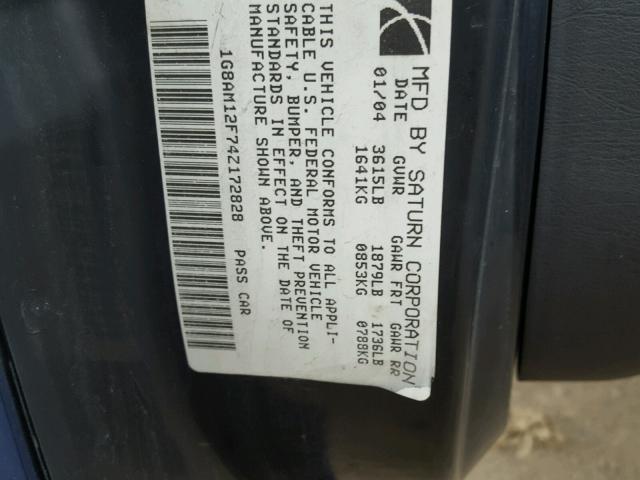 MFD BY SATURN CORPORATION
DATE GVWR GAWR FRT GAWR RR
01/04 3615LB 1879LB 1736LB
1641KG 0853KG 0788KG
THIS VEHICLE CONFORMS TO ALL APPLI-
CABLE U.S. FEDERAL MOTOR VEHICLE
SAFETY, BUMPER, AND THEFT PREVENTION
STANDARDS IN EFFECT ON THE DATE OF
MANUFACTURE SHOWN ABOVE.
1G8AM12F74Z172828 PASS CAR